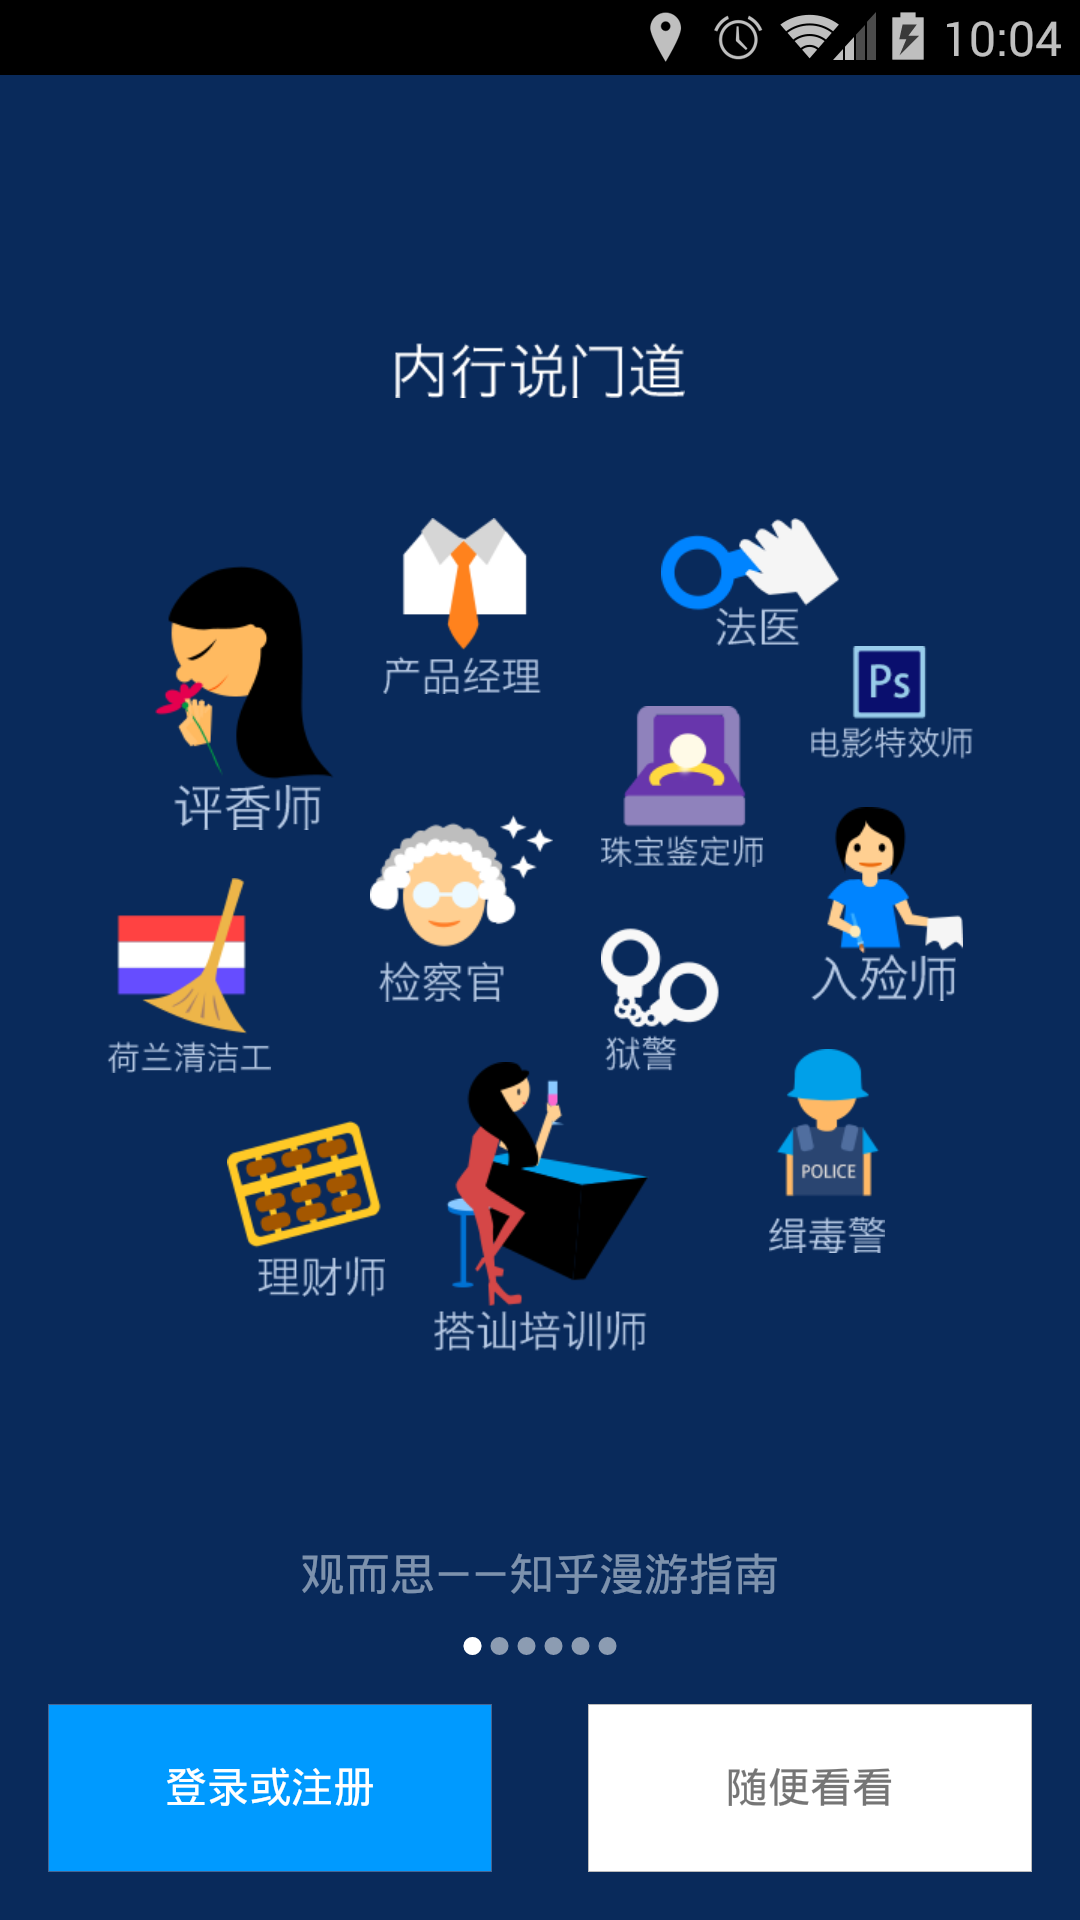 10:04
内行说门道
产品经理
法医
Ps
电影特效师
评香师
珠宝鉴定师
检察官
入殓师
荷兰清洁工
狱警
POLICE
缉毒警
理财师
搭讪培训师
观而思——知乎漫游指南
登录或注册
随便看看